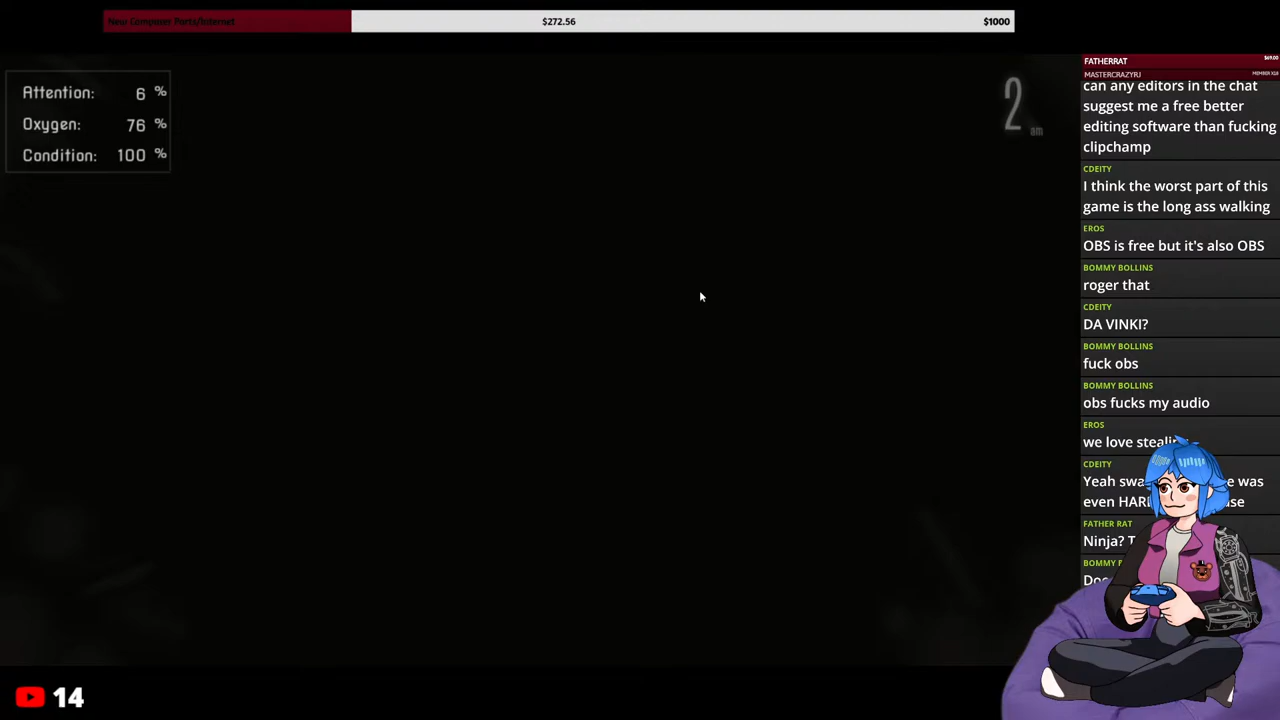 New Computer Parts/Internet
$272.56
$1000
Attention: 6 %
Oxygen: 76 %
Condition: 100 %
2 am
FATHERRAT
$69.00
MASTERCRAZYRJ
can any editors in the chat
suggest me a free better
editing software than fucking
clipchamp
CDEITY
I think the worst part of this
game is the long ass walking
EROS
OBS is free but it's also OBS
BOMMY BOLLINS
roger that
CDEITY
DA VINKI?
BOMMY BOLLINS
fuck obs
BOMMY BOLLINS
obs fucks my audio
EROS
we love
CDEITY
Yeah was
even
FATHER RAT
Ninja?
BOMMY
14